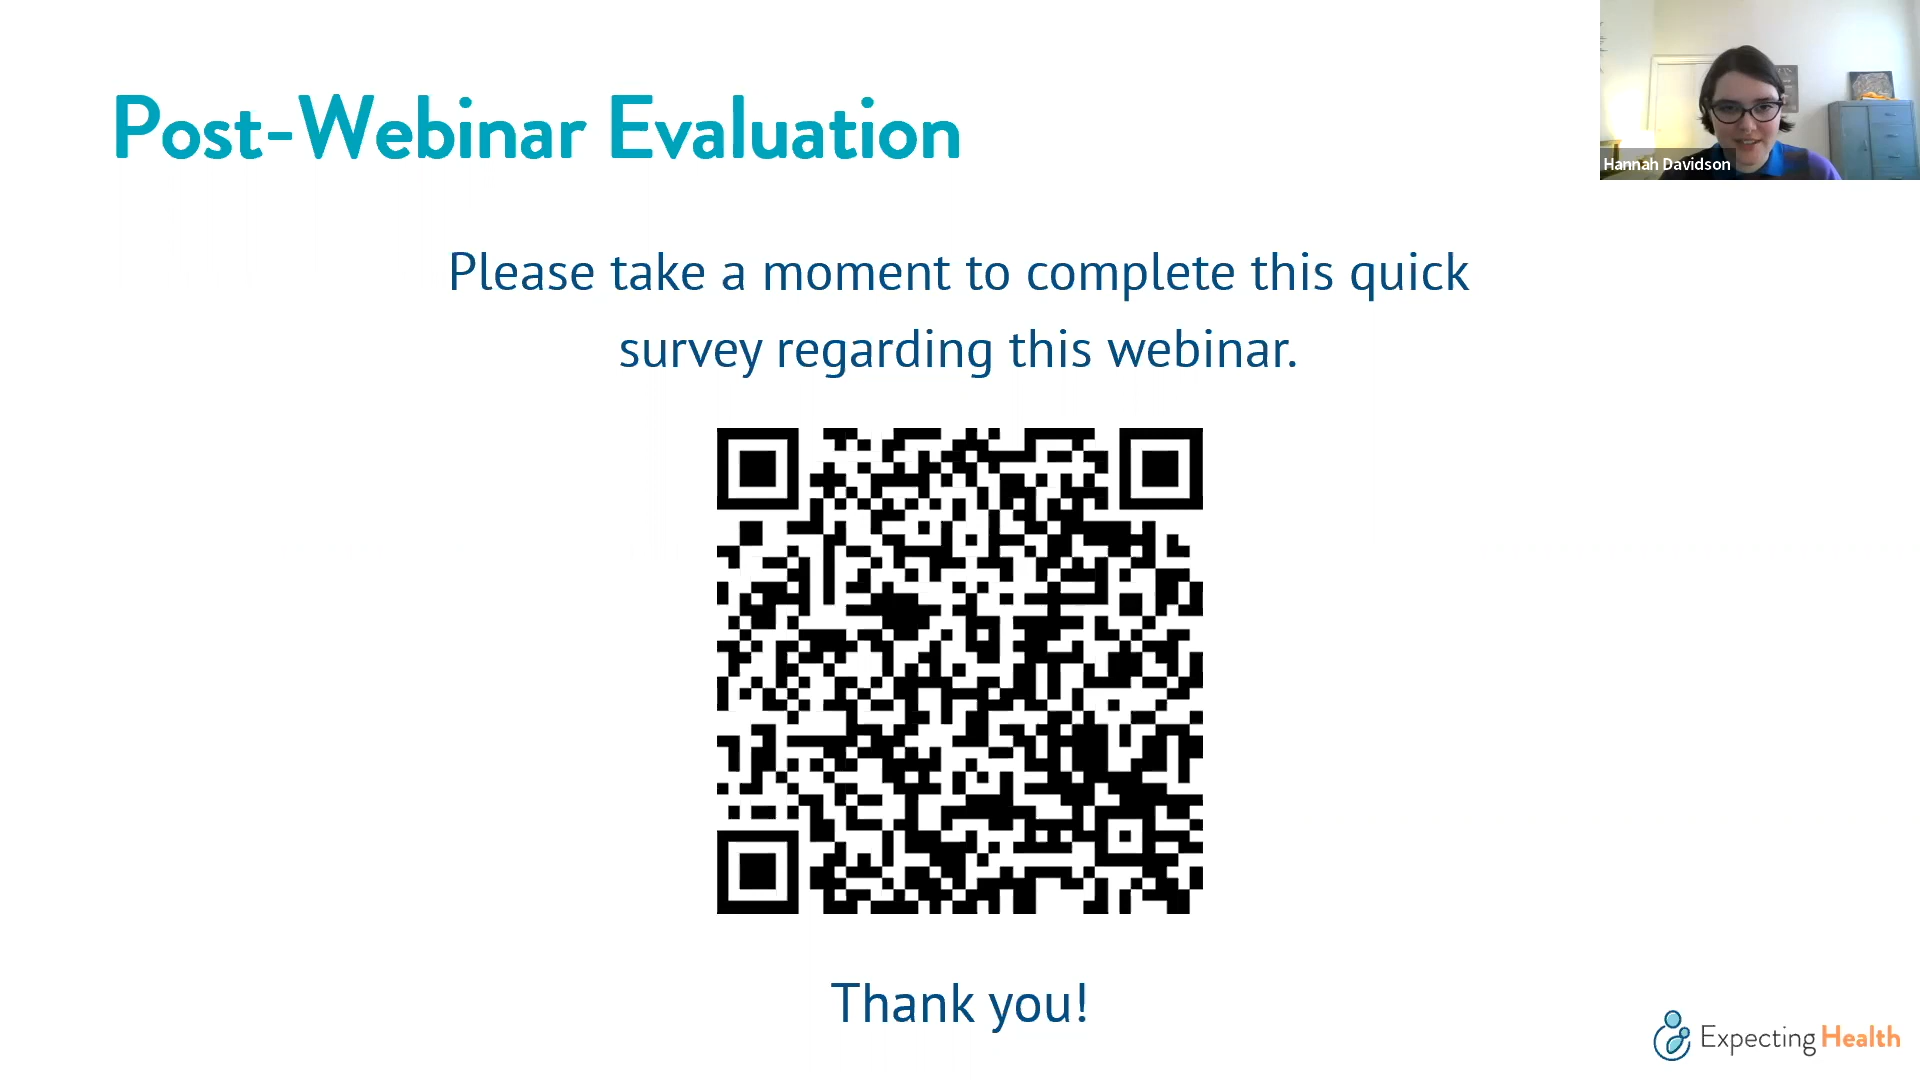 Post-Webinar Evaluation
Hannah Davidson
Please take a moment to complete this quick
survey regarding this webinar.
Thank you!
Expecting Health